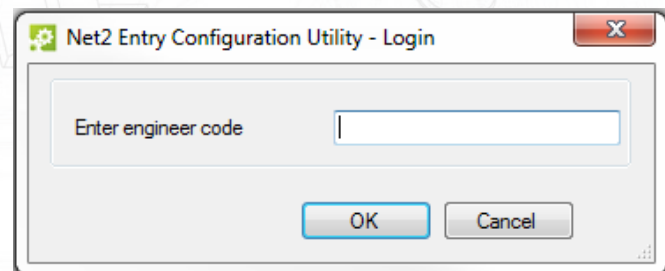 Net2 Entry Configuration Utility - Login
Enter engineer code
OK
Cancel